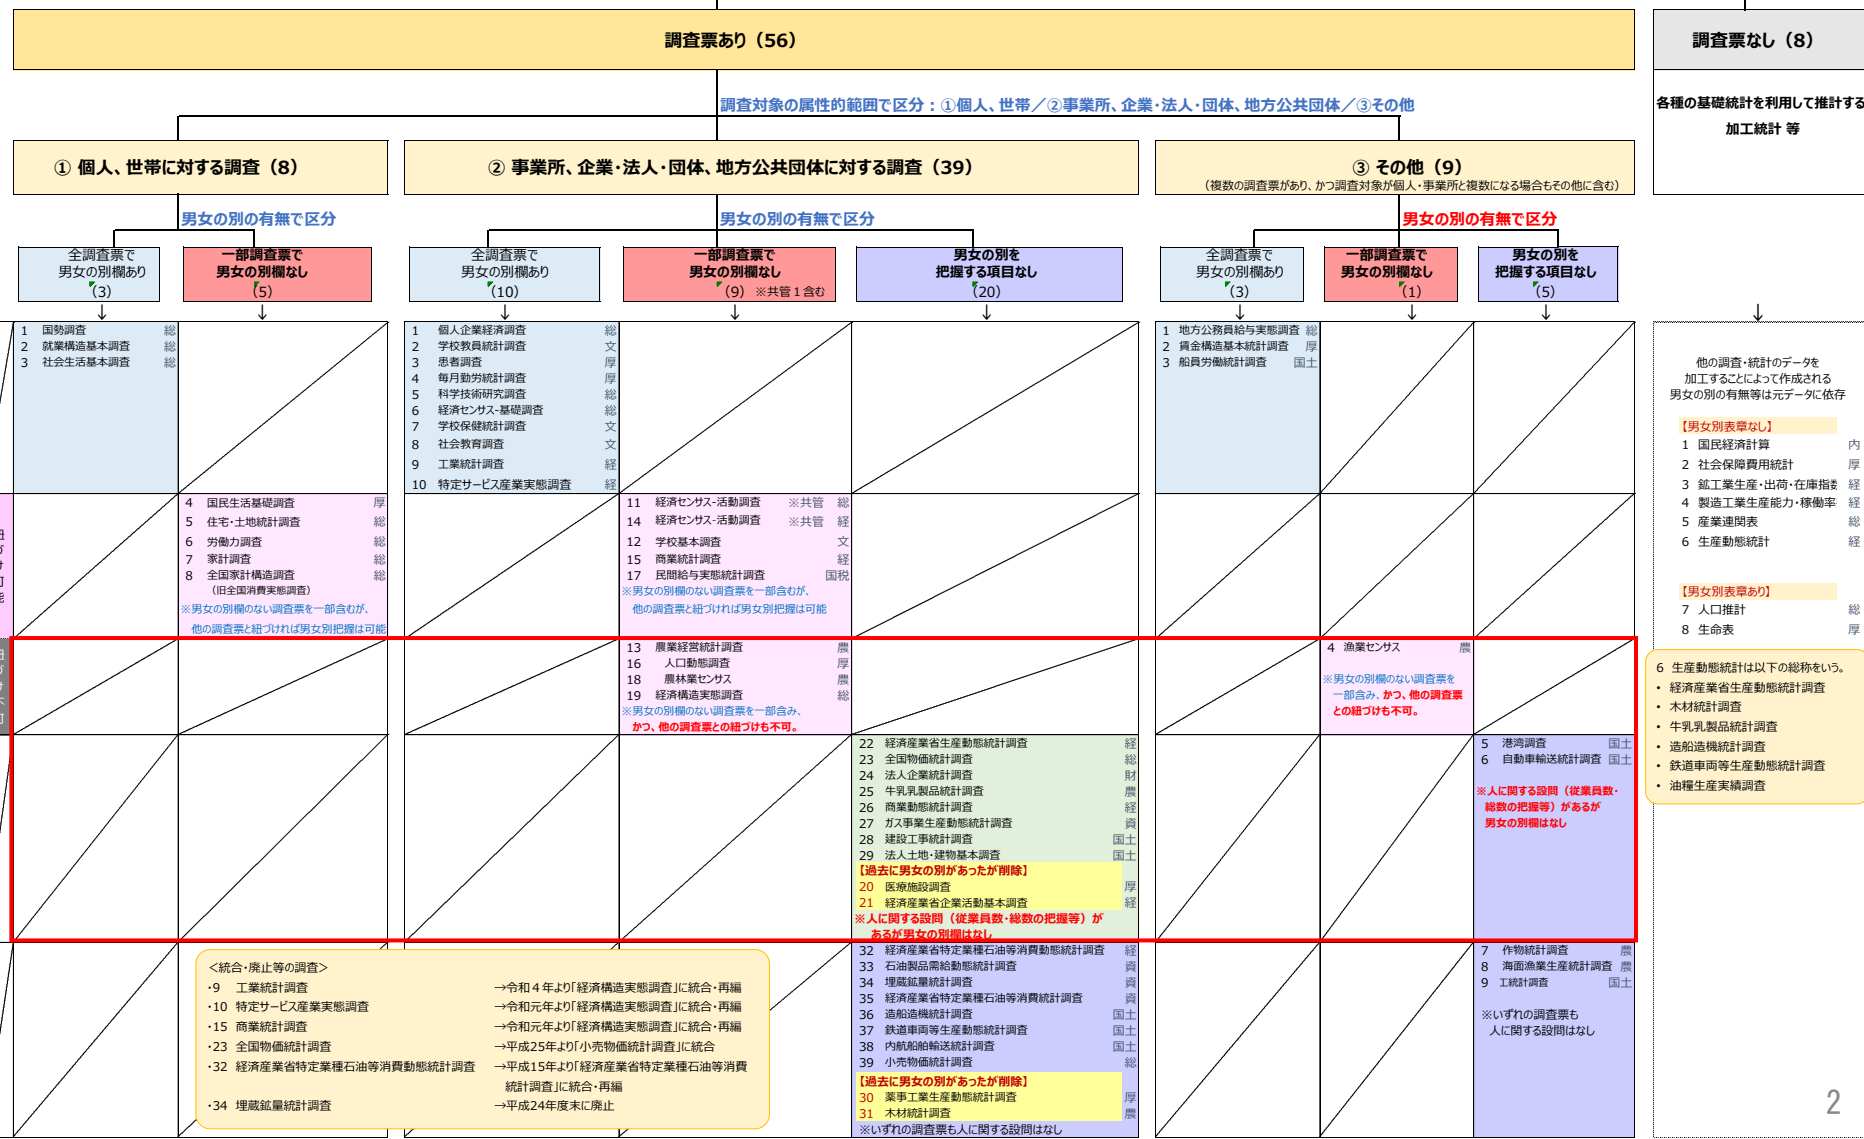 調査票あり（56）
調査票なし（8）
各種の基礎統計を利用して推計する
加工統計 等
調査対象の属性的範囲で区分：①個人、世帯／②事業所、企業・法人・団体、地方公共団体／③その他
① 個人、世帯に対する調査（8）
② 事業所、企業・法人・団体、地方公共団体に対する調査（39）
③ その他（9）
（複数の調査票があり、かつ調査対象が個人・事業所と複数になる場合もその他に含む）
男女の別の有無で区分
男女の別の有無で区分
男女の別の有無で区分
全調査票で
男女の別欄あり
（3）
一部調査票で
男女の別欄なし
（5）
全調査票で
男女の別欄あり
（10）
一部調査票で
男女の別欄なし
（9） ※共管１含む
男女の別を
把握する項目なし
（20）
全調査票で
男女の別欄あり
（3）
一部調査票で
男女の別欄なし
（1）
男女の別を
把握する項目なし
（5）
↓ ↓ ↓ ↓ ↓ ↓ ↓ ↓ ↓
1 国勢調査 総
2 就業構造基本調査 総
3 社会生活基本調査 総
1 個人企業経済調査 総
2 学校教員統計調査 文
3 患者調査 厚
4 毎月勤労統計調査 厚
5 科学技術研究調査 総
6 経済センサス-基礎調査 総
7 学校保健統計調査 文
8 社会教育調査 文
9 工業統計調査 経
10 特定サービス産業実態調査 経
1 地方公務員給与実態調査 総
2 賃金構造基本統計調査 厚
3 船員労働統計調査 国土
他の調査・統計のデータを
加工することによって作成される
男女の別の有無等は元データに依存
【男女別表章なし】
1 国民経済計算 内
2 社会保障費用統計 厚
3 鉱工業生産・出荷・在庫指数 経
4 製造工業生産能力・稼働率 経
5 産業連関表 総
6 生産動態統計 経
【男女別表章あり】
7 人口推計 総
8 生命表 厚
4 国民生活基礎調査 厚
5 住宅・土地統計調査 総
6 労働力調査 総
7 家計調査 総
8 全国家計構造調査 総
（旧全国消費実態調査）
※男女の別欄のない調査票を一部含むが、
他の調査票と紐づければ男女別把握は可能
11 経済センサス-活動調査 ※共管 総
14 経済センサス-活動調査 ※共管 経
12 学校基本調査 文
15 商業統計調査 経
17 民間給与実態統計調査 国税
※男女の別欄のない調査票を一部含むが、
他の調査票と紐づければ男女別把握は可能
13 農業経営統計調査 農
16 人口動態調査 厚
18 農林業センサス 農
19 経済構造実態調査 総
※男女の別欄のない調査票を一部含み、
かつ、他の調査票との紐づけも不可。
4 漁業センサス 農
※男女の別欄のない調査票を
一部含み、かつ、他の調査票
との紐づけも不可。
6 生産動態統計は以下の総称をいう。
• 経済産業省生産動態統計調査
• 木材統計調査
• 牛乳乳製品統計調査
• 造船造機統計調査
• 鉄道車両等生産動態統計調査
• 油糧生産実績調査
22 経済産業省生産動態統計調査 経
23 全国物価統計調査 総
24 法人企業統計調査 財
25 牛乳乳製品統計調査 農
26 商業動態統計調査 経
27 ガス事業生産動態統計調査 資
28 建設工事統計調査 国土
29 法人土地・建物基本調査 国土
【過去に男女の別があったが削除】
20 医療施設調査 厚
21 経済産業省企業活動基本調査 経
※人に関する設問（従業員数・総数の把握等）が
あるが男女の別欄はなし
5 港湾調査 国土
6 自動車輸送統計調査 国土
※人に関する設問（従業員数・
総数の把握等）があるが
男女の別欄はなし
32 経済産業省特定業種石油等消費動態統計調査 経
33 石油製品需給動態統計調査 資
34 埋蔵鉱量統計調査 資
35 経済産業省特定業種石油等消費統計調査 資
36 造船造機統計調査 国土
37 鉄道車両等生産動態統計調査 国土
38 内航船舶輸送統計調査 国土
39 小売物価統計調査 総
【過去に男女の別があったが削除】
30 薬事工業生産動態統計調査 厚
31 木材統計調査 農
※いずれの調査票も人に関する設問はなし
7 作物統計調査 農
8 海面漁業生産統計調査 農
9 工統計調査 国土
※いずれの調査票も
人に関する設問はなし
＜統合・廃止等の調査＞
・9 工業統計調査 →令和４年より「経済構造実態調査」に統合・再編
・10 特定サービス産業実態調査 →令和元年より「経済構造実態調査」に統合・再編
・15 商業統計調査 →令和元年より「経済構造実態調査」に統合・再編
・23 全国物価統計調査 →平成25年より「小売物価統計調査」に統合
・32 経済産業省特定業種石油等消費動態統計調査 →平成15年より「経済産業省特定業種石油等消費
統計調査」に統合・再編
・34 埋蔵鉱量統計調査 →平成24年度末に廃止
2